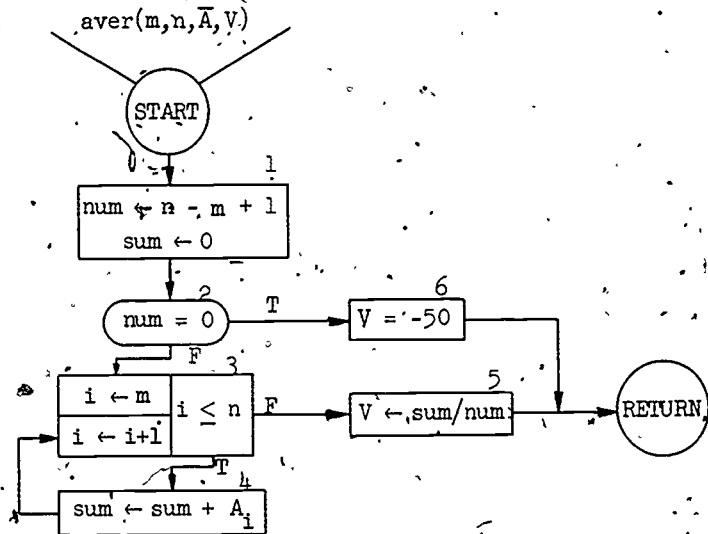 aver(m,n,A̅,V)
START
1
num ← n - m + 1
sum ← 0
2
num = 0
T
6
V = -50
F
3
i ← m
i ≤ n
i ← i+1
F
5
V ← sum/num
RETURN
T
4
sum ← sum + A_i